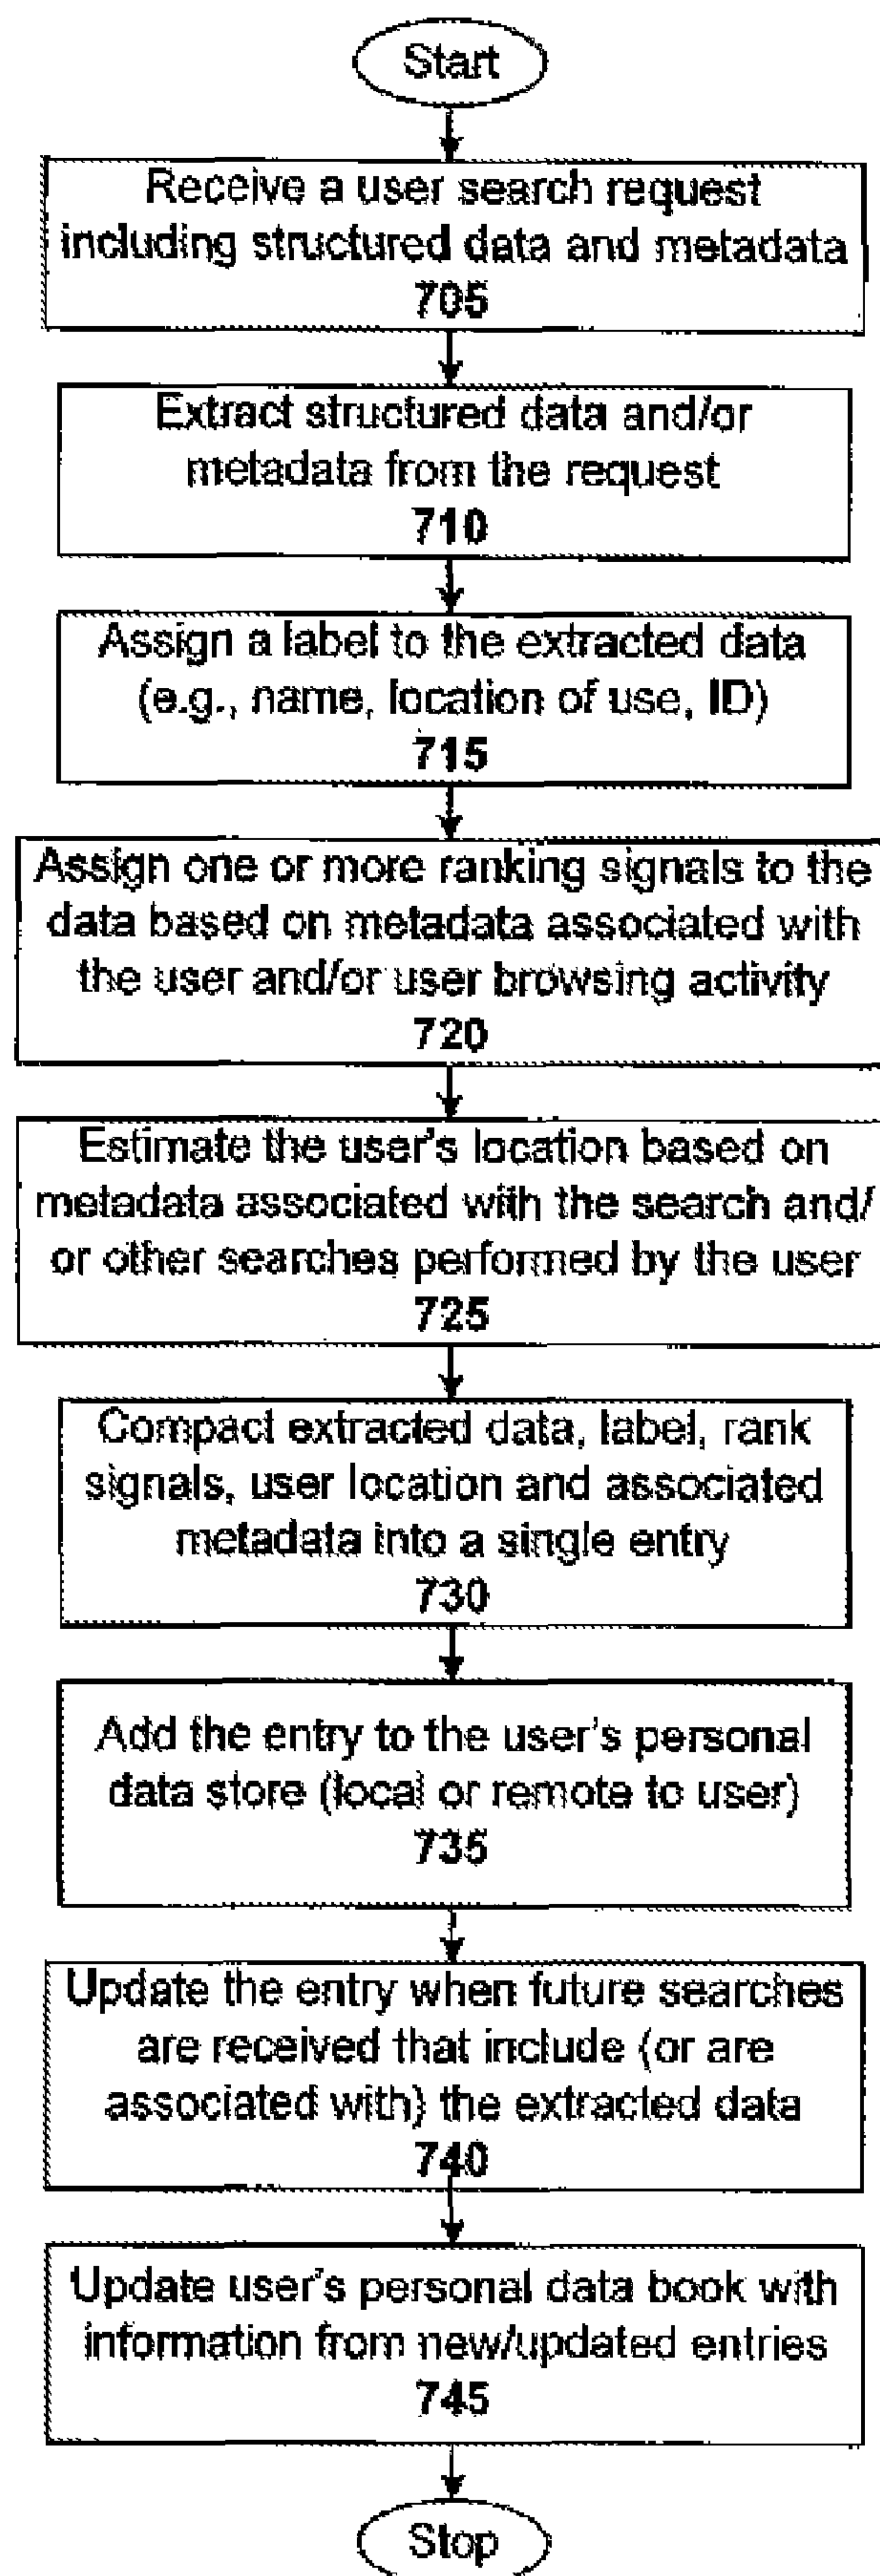 Start
Receive a user search request
including structured data and metadata
705
Extract structured data and/or
metadata from the request
710
Assign a label to the extracted data
(e.g., name, location of use, ID)
715
Assign one or more ranking signals to the
data based on metadata associated with
the user and/or user browsing activity
720
Estimate the user's location based on
metadata associated with the search and/
or other searches performed by the user
725
Compact extracted data, label, rank
signals, user location and associated
metadata into a single entry
730
Add the entry to the user's personal
data store (local or remote to user)
735
Update the entry when future searches
are received that include (or are
associated with) the extracted data
740
Update user's personal data book with
information from new/updated entries
745
Stop